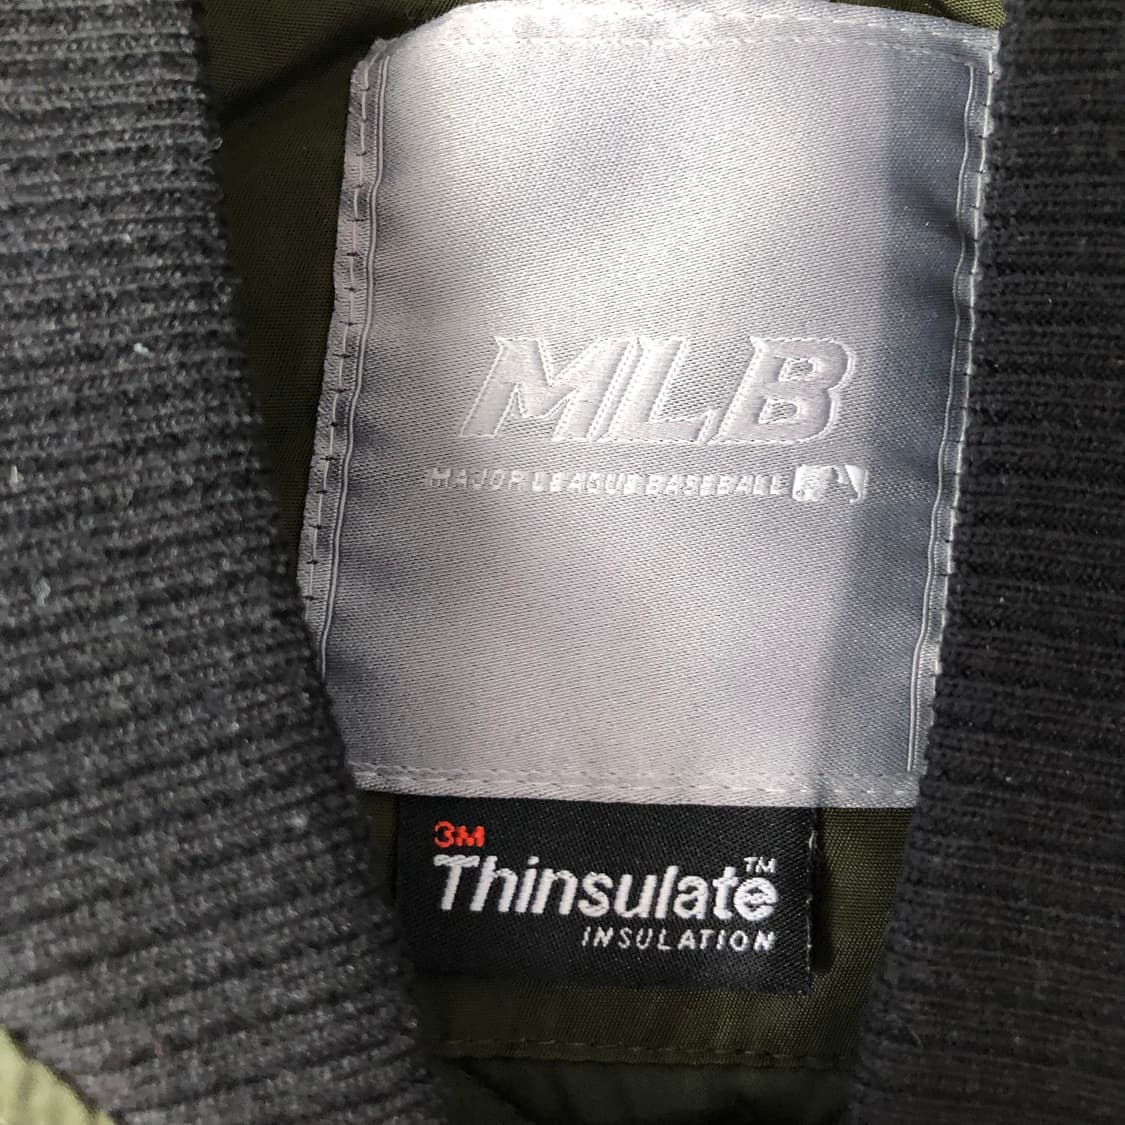 MLB
MAJOR LEAGUE BASEBALL
3M
Thinsulate™
INSULATION